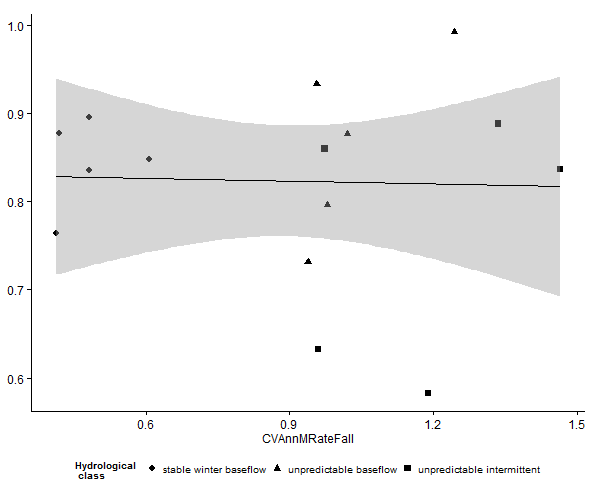 1.0
0.9
0.8
0.7
0.6
0.6 0.9 1.2 1.5
CVAnnMRateFall
Hydrological class stable winter baseflow unpredictable baseflow unpredictable intermittent